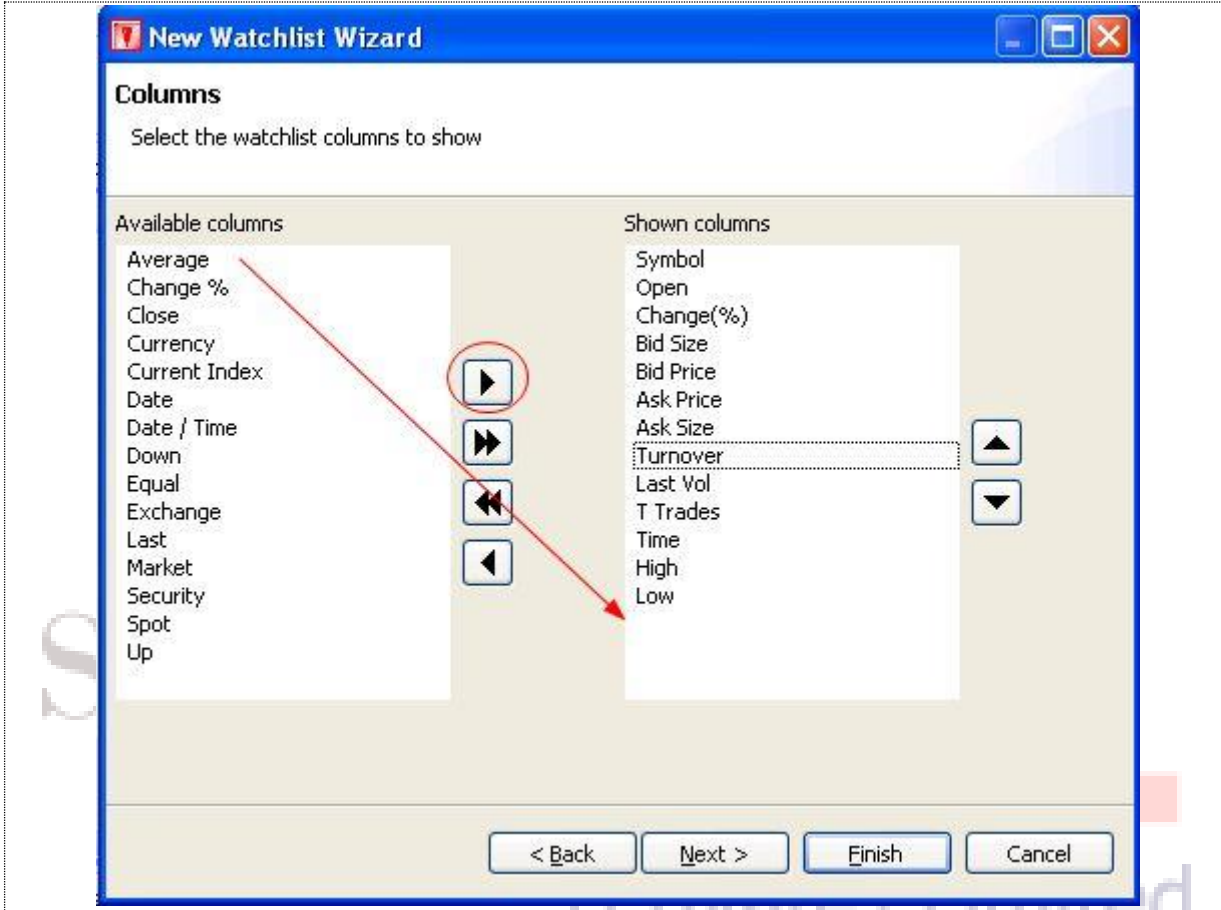 New Watchlist Wizard
Columns
Select the watchlist columns to show
Available columns
Average
Change %
Close
Currency
Current Index
Date
Date / Time
Down
Equal
Exchange
Last
Market
Security
Spot
Up
Shown columns
Symbol
Open
Change(%)
Bid Size
Bid Price
Ask Price
Ask Size
Turnover
Last Vol
T Trades
Time
High
Low
< Back
Next >
Finish
Cancel